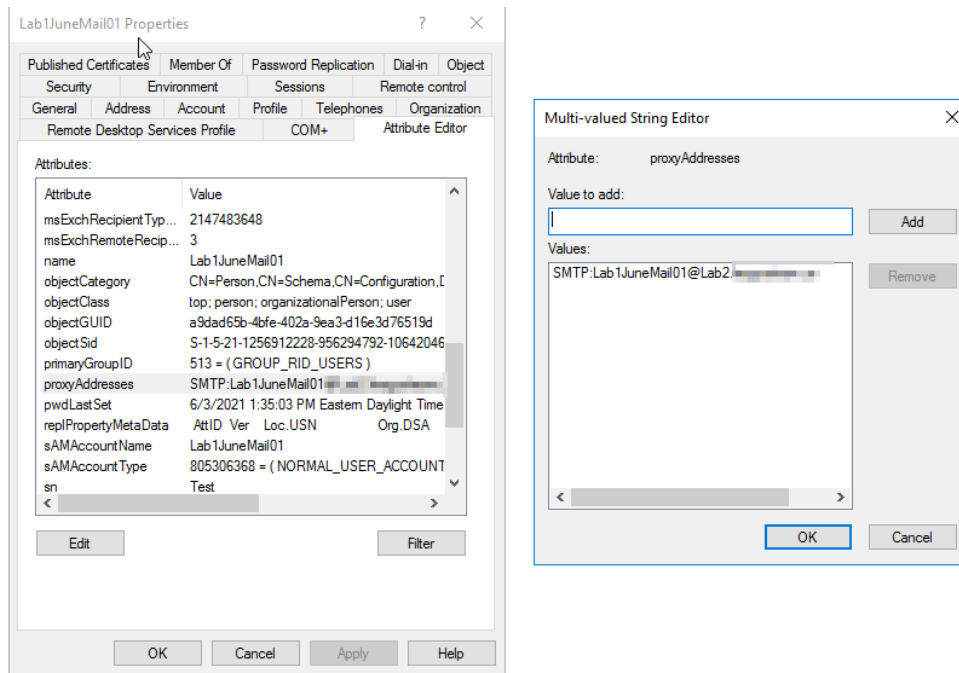 Lab1JuneMail01 Properties ?
Published Certificates Member Of Password Replication Dial-in Object
Security Environment Sessions Remote control
General Address Account Profile Telephones Organization
Remote Desktop Services Profile COM+ Attribute Editor
Attributes:
Attribute Value
msExchRecipientTyp... 2147483648
msExchRemoteRecip... 3
name Lab1JuneMail01
objectCategory CN=Person,CN=Schema,CN=Configuration,D
objectClass top; person; organizationalPerson; user
objectGUID a9dad65b-4bfe-402a-9ea3-d16e3d76519d
objectSid S-1-5-21-1256912228-956294792-10642046
primaryGroupID 513 = ( GROUP_RID_USERS )
proxyAddresses SMTP:Lab1JuneMail01
pwdLastSet 6/3/2021 1:35:03 PM Eastern Daylight Time
replPropertyMetaData AttID Ver Loc.USN Org.DSA
sAMAccountName Lab1JuneMail01
sAMAccountType 805306368 = ( NORMAL_USER_ACCOUNT
sn Test
Edit Filter
OK Cancel Apply Help
Multi-valued String Editor
Attribute: proxyAddresses
Value to add:
Add
Values:
SMTP:Lab1JuneMail01@Lab2.
Remove
OK Cancel